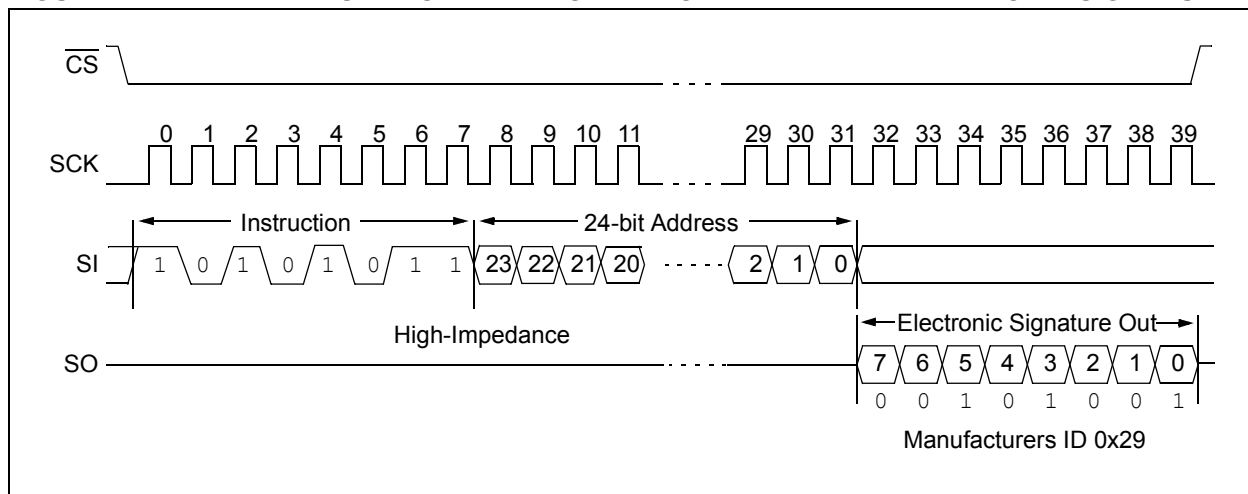 CS
0 1 2 3 4 5 6 7 8 9 10 11 29 30 31 32 33 34 35 36 37 38 39
SCK
Instruction 24-bit Address
SI 1 0 1 0 1 0 1 1 23 22 21 20 2 1 0
High-Impedance Electronic Signature Out
SO 7 6 5 4 3 2 1 0
0 0 1 0 1 0 0 1
Manufacturers ID 0x29